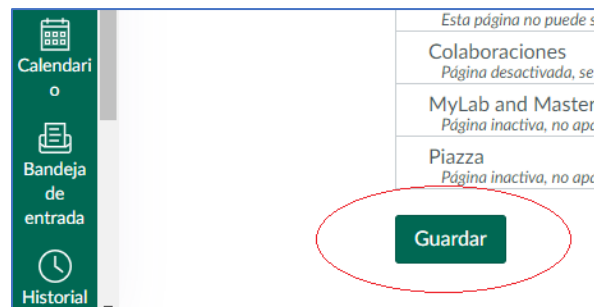 Calendari
o
Bandeja
de
entrada
Historial
Esta página no puede s
Colaboraciones
Página desactivada, se
MyLab and Master
Página inactiva, no apa
Piazza
Página inactiva, no apa
Guardar